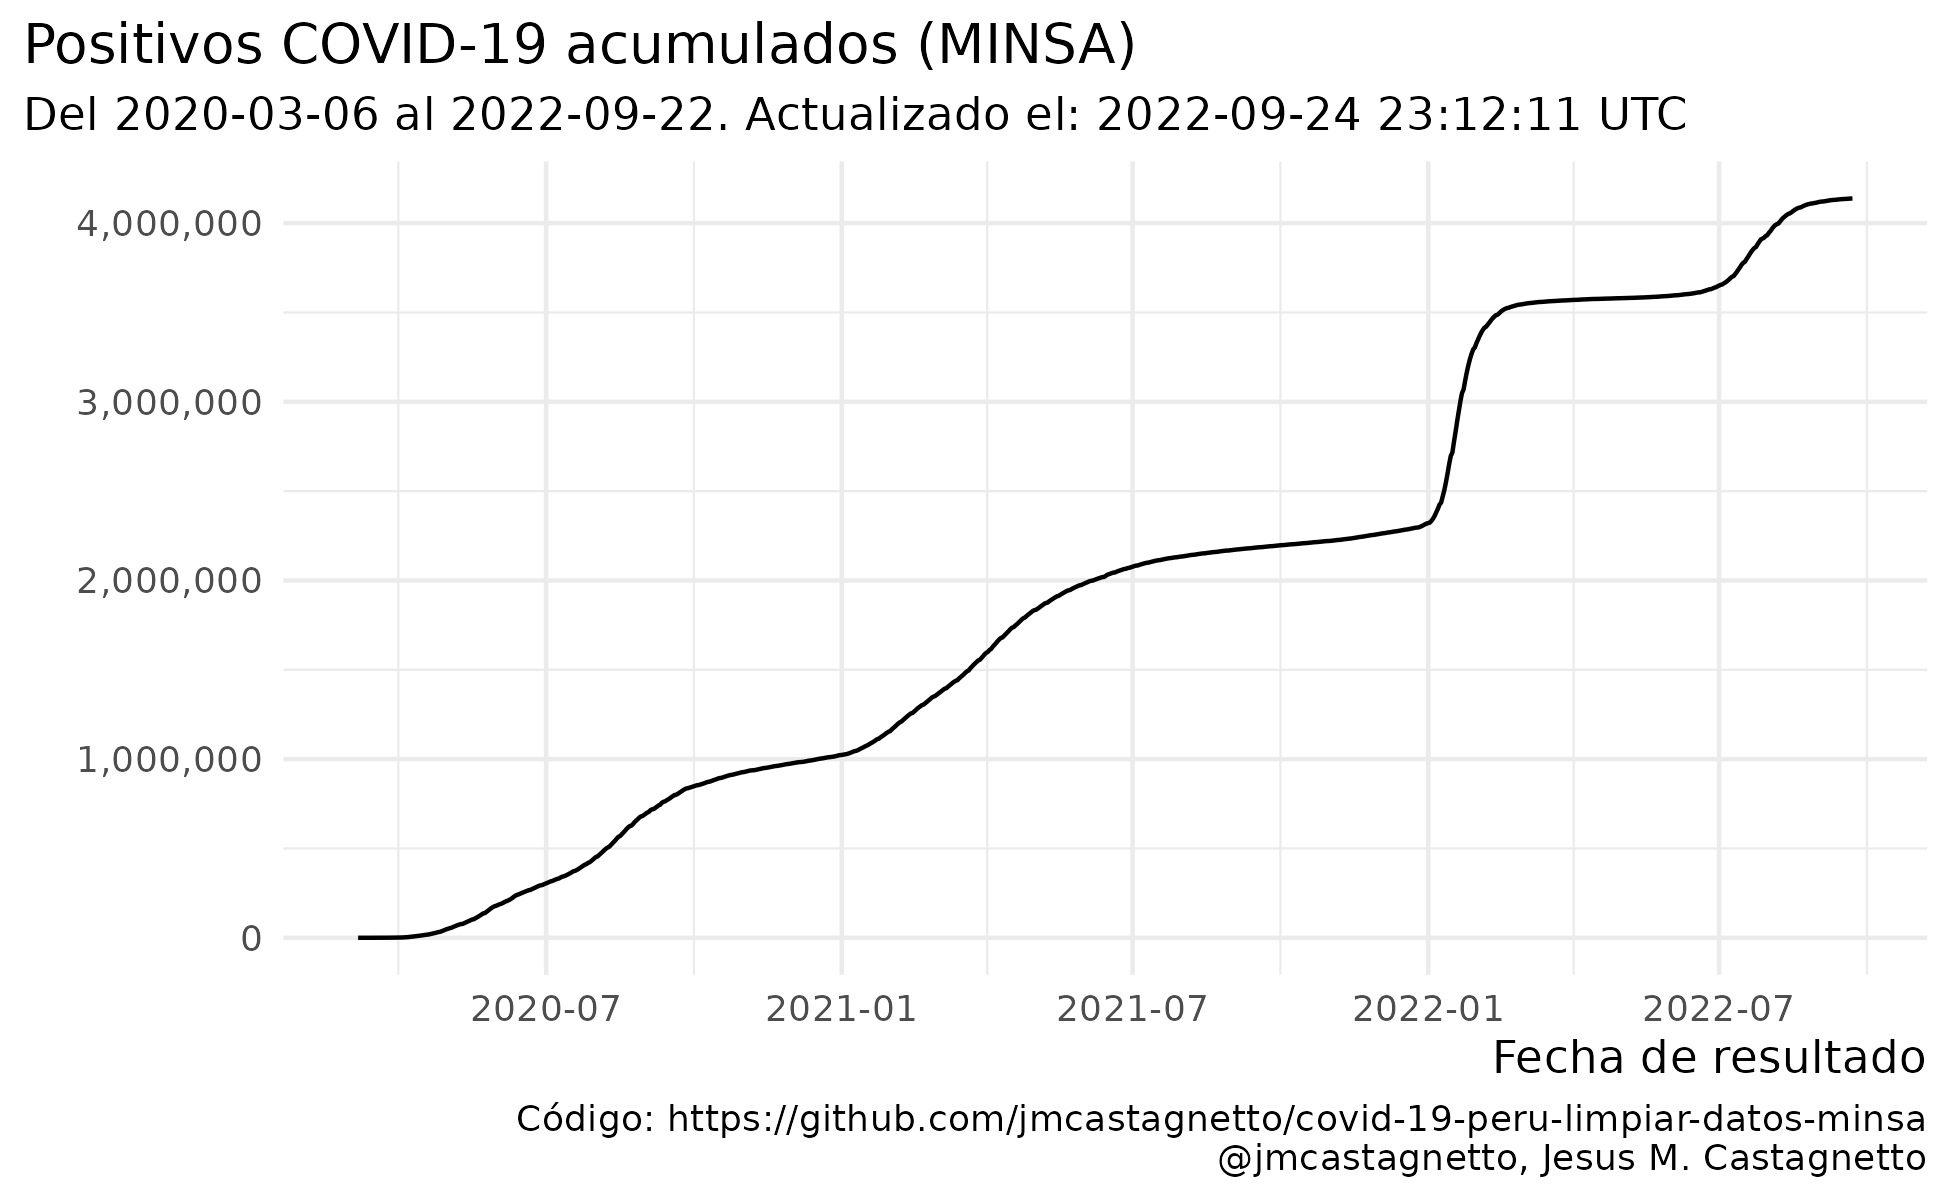 Positivos COVID-19 acumulados (MINSA)
Del 2020-03-06 al 2022-09-22. Actualizado el: 2022-09-24 23:12:11 UTC
4,000,000
3,000,000
2,000,000
1,000,000
0
2020-07 2021-01 2021-07 2022-01 2022-07
Fecha de resultado
Código: https://github.com/jmcastagnetto/covid-19-peru-limpiar-datos-minsa
@jmcastagnetto, Jesus M. Castagnetto